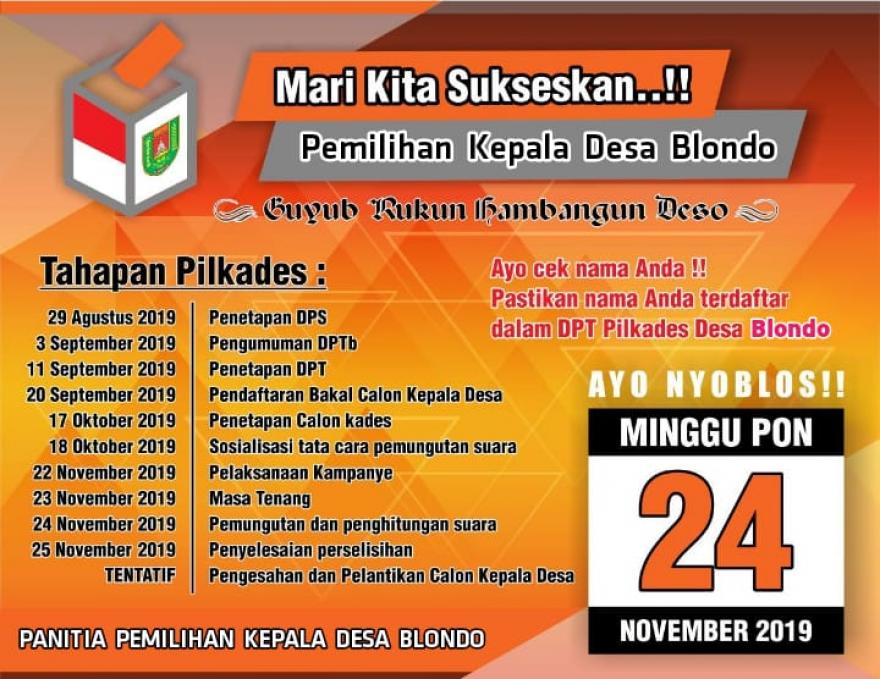 Mari Kita Sukseskan..!!
Pemilihan Kepala Desa Blondo
Guyub Rukun Hambangun Deso
Tahapan Pilkades :
29 Agustus 2019 Penetapan DPS
3 September 2019 Pengumuman DPTb
11 September 2019 Penetapan DPT
20 September 2019 Pendaftaran Bakal Calon Kepala Desa
17 Oktober 2019 Penetapan Calon kades
18 Oktober 2019 Sosialisasi tata cara pemungutan suara
22 November 2019 Pelaksanaan Kampanye
23 November 2019 Masa Tenang
24 November 2019 Pemungutan dan penghitungan suara
25 November 2019 Penyelesaian perselisihan
TENTATIF Pengesahan dan Pelantikan Calon Kepala Desa
Ayo cek nama Anda !!
Pastikan nama Anda terdaftar
dalam DPT Pilkades Desa Blondo
AYO NYOBLOS!!
MINGGU PON
24
NOVEMBER 2019
PANITIA PEMILIHAN KEPALA DESA BLONDO